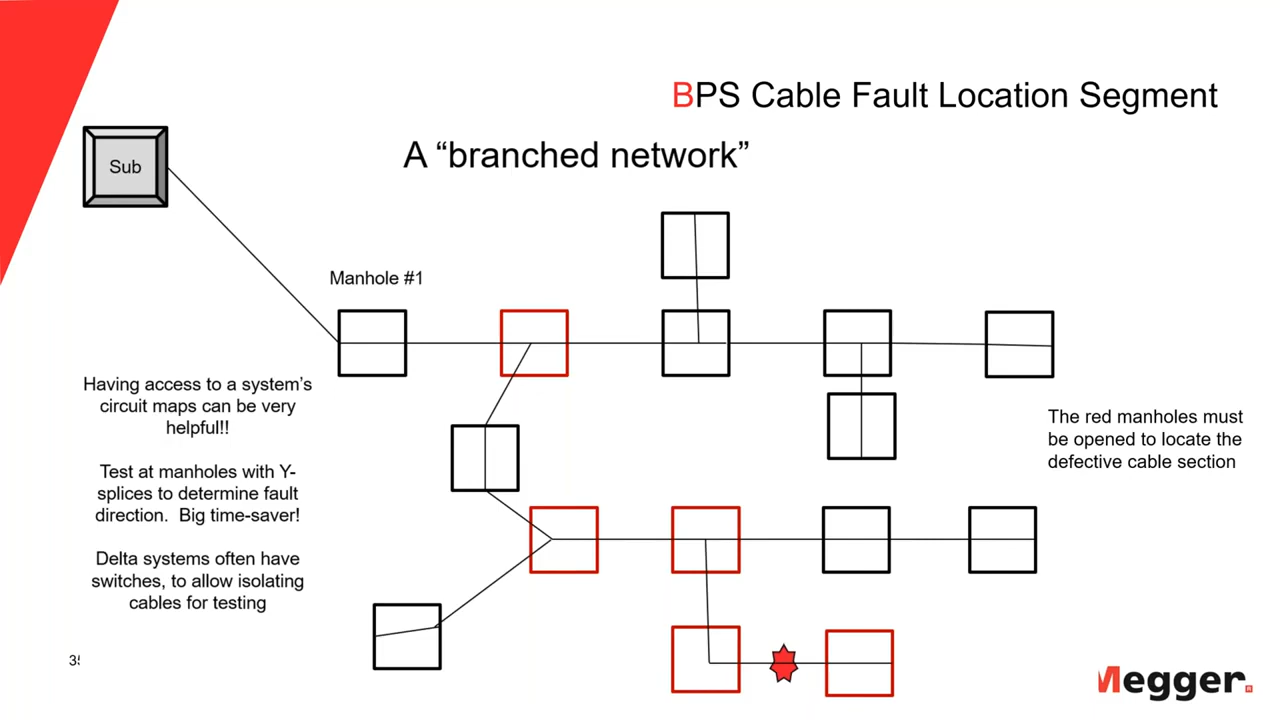 BPS Cable Fault Location Segment
A “branched network”
Sub
Manhole #1
Having access to a system’s
circuit maps can be very
helpful!!
Test at manholes with Y-
splices to determine fault
direction.  Big time-saver!
Delta systems often have
switches, to allow isolating
cables for testing
The red manholes must
be opened to locate the
defective cable section
Megger.